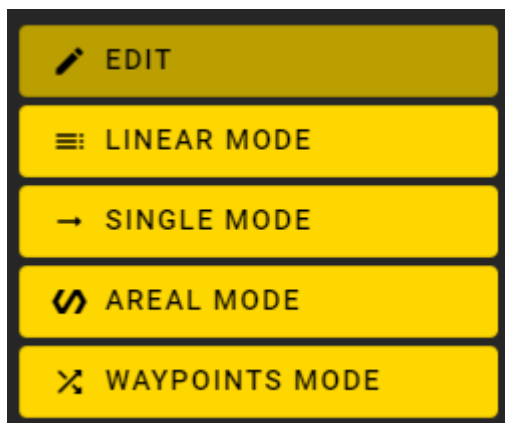 EDIT
LINEAR MODE
SINGLE MODE
AREAL MODE
WAYPOINTS MODE